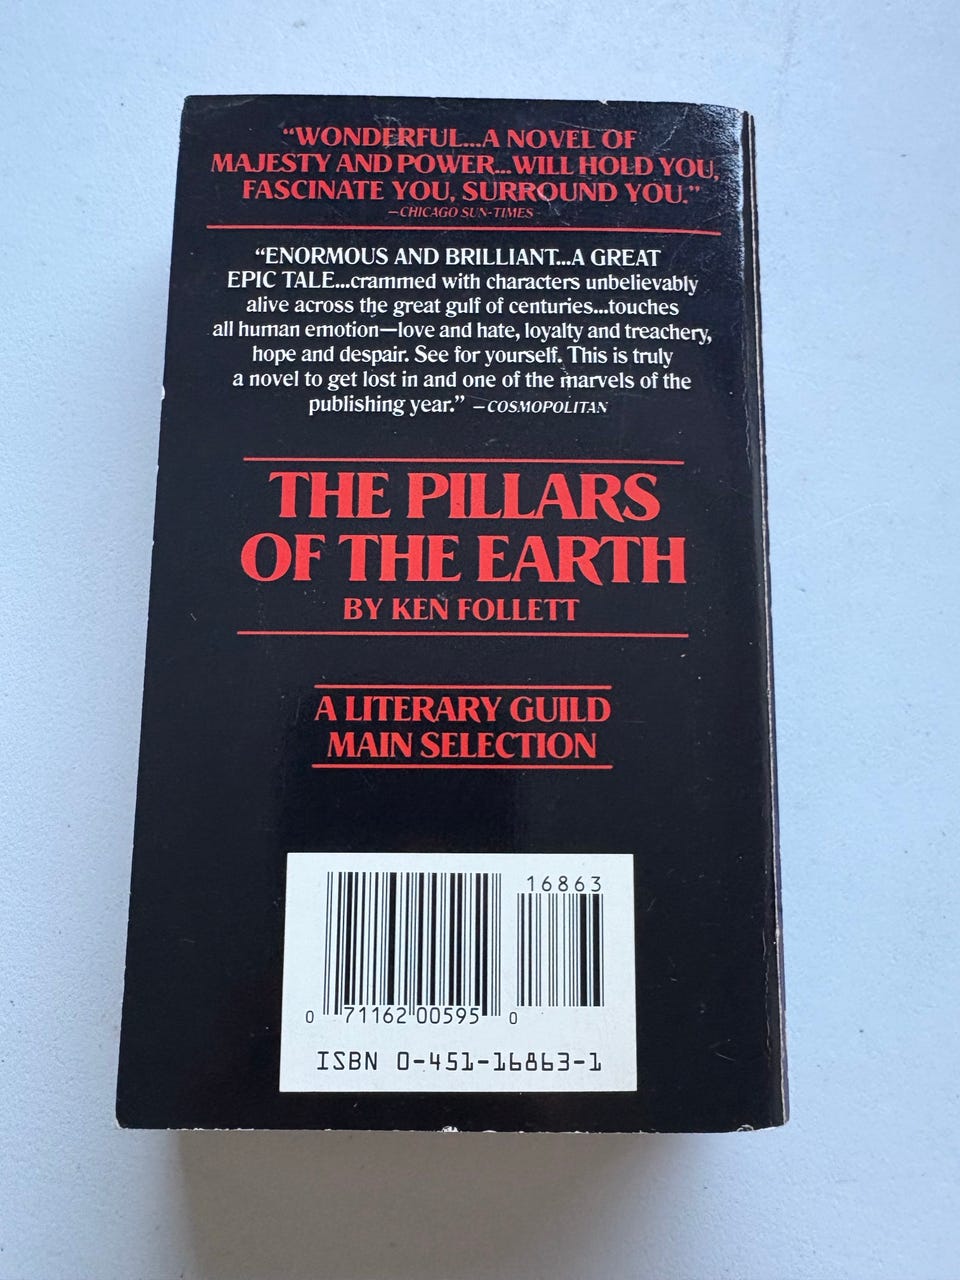 “WONDERFUL...A NOVEL OF
MAJESTY AND POWER...WILL HOLD YOU,
FASCINATE YOU, SURROUND YOU.”
—CHICAGO SUN-TIMES
“ENORMOUS AND BRILLIANT...A GREAT
EPIC TALE...crammed with characters unbelievably
alive across the great gulf of centuries...touches
all human emotion—love and hate, loyalty and treachery,
hope and despair. See for yourself. This is truly
a novel to get lost in and one of the marvels of the
publishing year.” —COSMOPOLITAN
THE PILLARS
OF THE EARTH
BY KEN FOLLETT
A LITERARY GUILD
MAIN SELECTION
16863
0 71162 00595 0
ISBN 0-451-16863-1